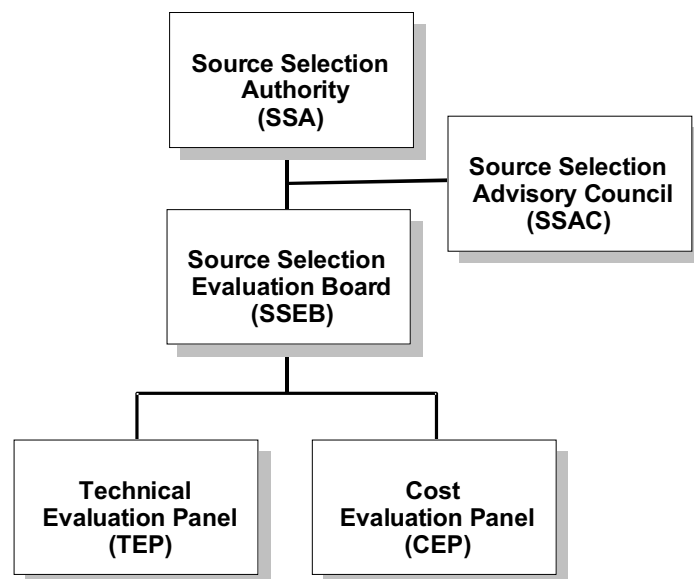 Source Selection
Authority
(SSA)
Source Selection
Advisory Council
(SSAC)
Source Selection
Evaluation Board
(SSEB)
Technical
Evaluation Panel
(TEP)
Cost
Evaluation Panel
(CEP)